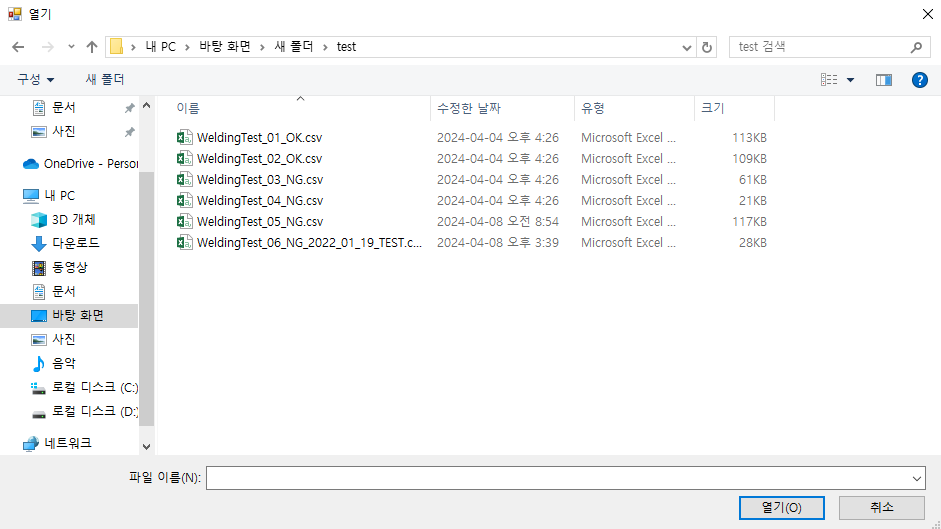 열기
내 PC > 바탕 화면 > 새 폴더 > test
test 검색
구성
새 폴더
문서
사진
OneDrive - Person
내 PC
3D 개체
다운로드
동영상
문서
바탕 화면
사진
음악
로컬 디스크 (C:)
로컬 디스크 (D:)
네트워크
이름 수정한 날짜 유형 크기
WeldingTest_01_OK.csv 2024-04-04 오후 4:26 Microsoft Excel ... 113KB
WeldingTest_02_OK.csv 2024-04-04 오후 4:26 Microsoft Excel ... 109KB
WeldingTest_03_NG.csv 2024-04-04 오후 4:26 Microsoft Excel ... 61KB
WeldingTest_04_NG.csv 2024-04-04 오후 4:26 Microsoft Excel ... 21KB
WeldingTest_05_NG.csv 2024-04-08 오전 8:54 Microsoft Excel ... 117KB
WeldingTest_06_NG_2022_01_19_TEST.c... 2024-04-08 오후 3:39 Microsoft Excel ... 28KB
파일 이름(N):
열기(O) 취소